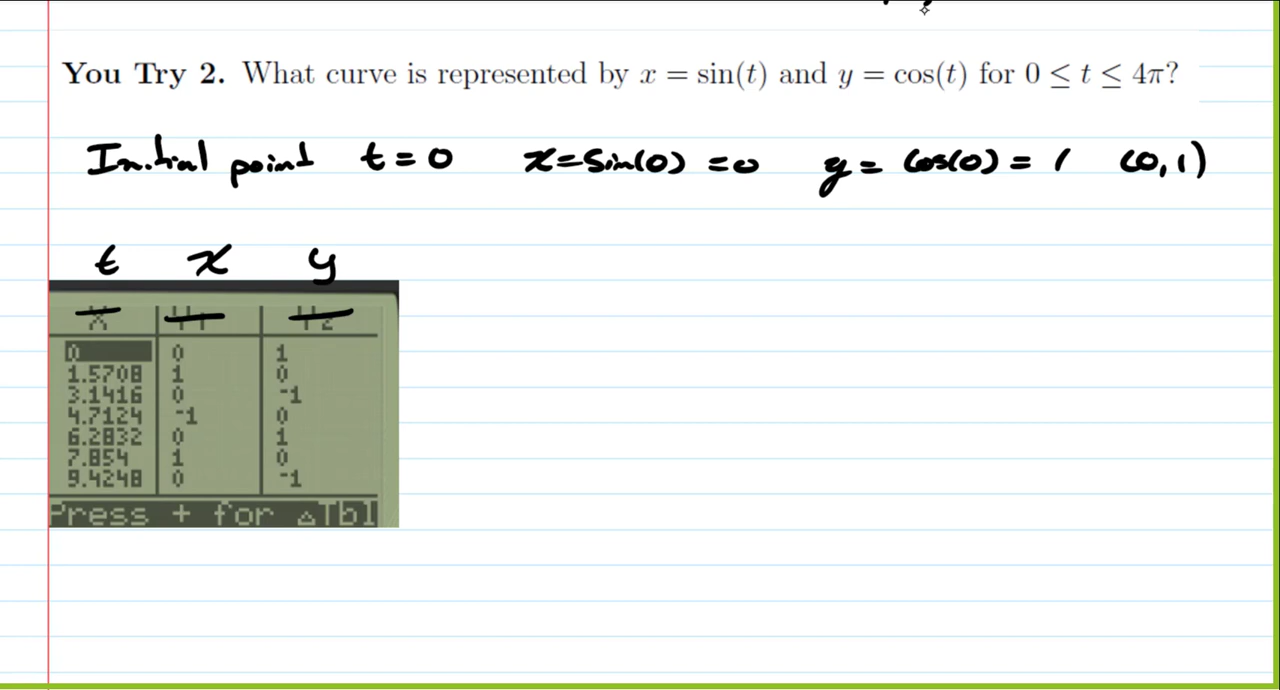 You Try 2. What curve is represented by x = sin(t) and y = cos(t) for 0 ≤ t ≤ 4π?
Initial point t = 0 x = Sin(0) = 0 y = Cos(0) = 1 (0,1)
t x y
X Y1 Y2
0 0 1
1.5708 1 0
3.1416 0 -1
4.7124 -1 0
6.2832 0 1
7.854 1 0
9.4248 0 -1
Press + for △Tbl